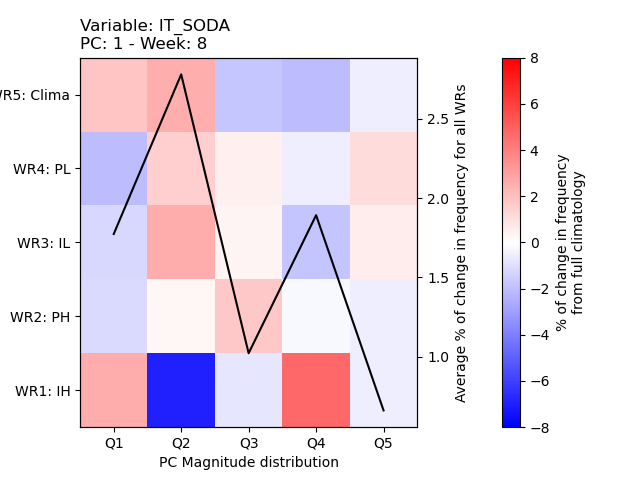 Variable: IT_SODA
PC: 1 - Week: 8
WR5: Clima
WR4: PL
WR3: IL
WR2: PH
WR1: IH
Q1 Q2 Q3 Q4 Q5
PC Magnitude distribution
2.5
2.0
1.5
1.0
Average % of change in frequency for all WRs
8
6
4
2
0
−2
−4
−6
−8
% of change in frequency
from full climatology